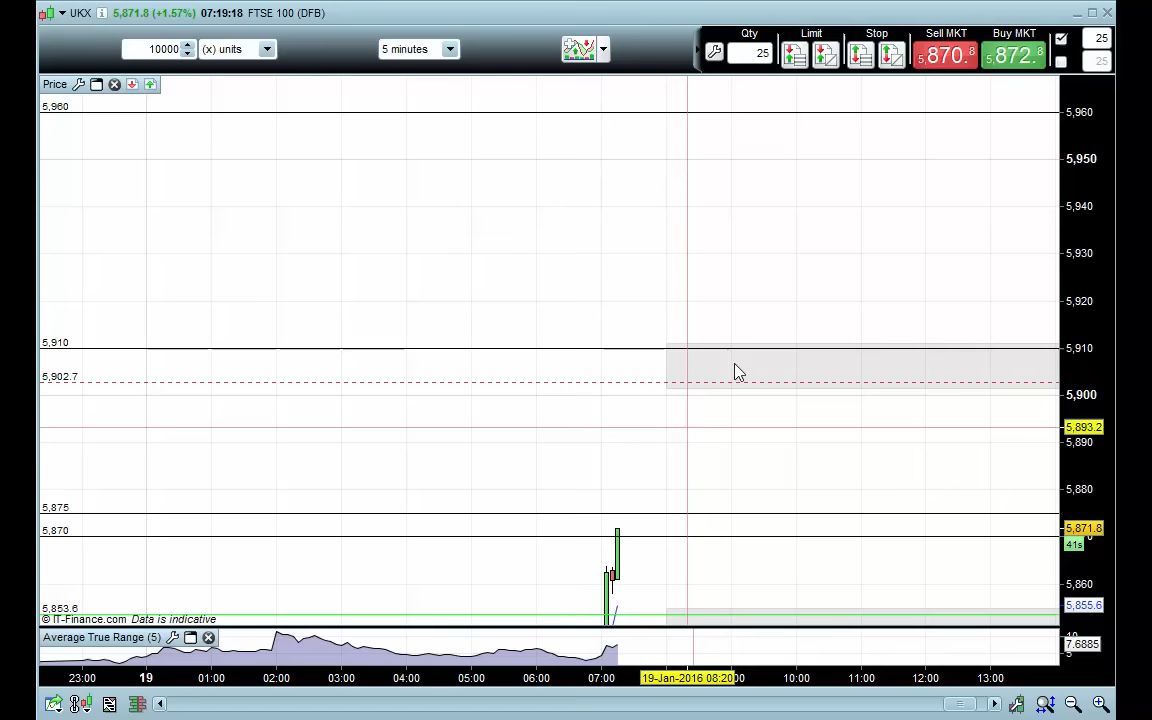 UKX 5,871.8 (+1.57%) 07:19:18 FTSE 100 (DFB)
10000 (x) units 5 minutes
Qty Limit Stop Sell MKT Buy MKT
25 5,870.8 5,872.8 25
25
Price
5,960 5,960
5,950
5,940
5,930
5,920
5,910 5,910
5,902.7
5,900
5,893.2
5,890
5,880
5,875
5,870 5,871.8
41s
5,860
5,853.6 5,855.6
© IT-Finance.com Data is indicative
Average True Range (5)
7.6885
5
23:00 19 01:00 02:00 03:00 04:00 05:00 06:00 07:00 19-Jan-2016 08:20 10:00 11:00 12:00 13:00